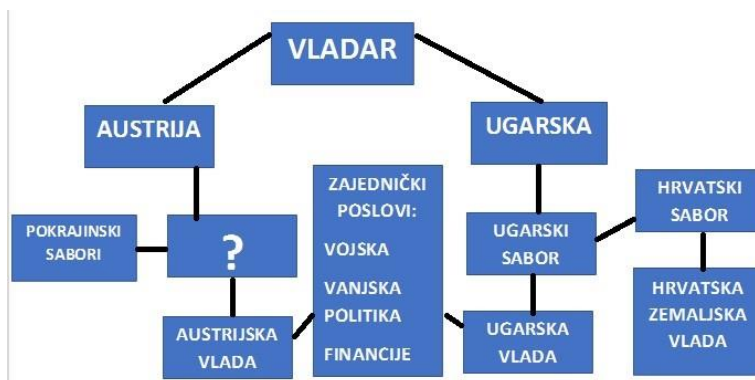 VLADAR
AUSTRIJA
UGARSKA
POKRAJINSKI
SABORI
?
AUSTRIJSKA
VLADA
ZAJEDNIČKI
POSLOVI:
VOJSKA
VANJSKA
POLITIKA
FINANCIJE
UGARSKI
SABOR
UGARSKA
VLADA
HRVATSKI
SABOR
HRVATSKA
ZEMALJSKA
VLADA